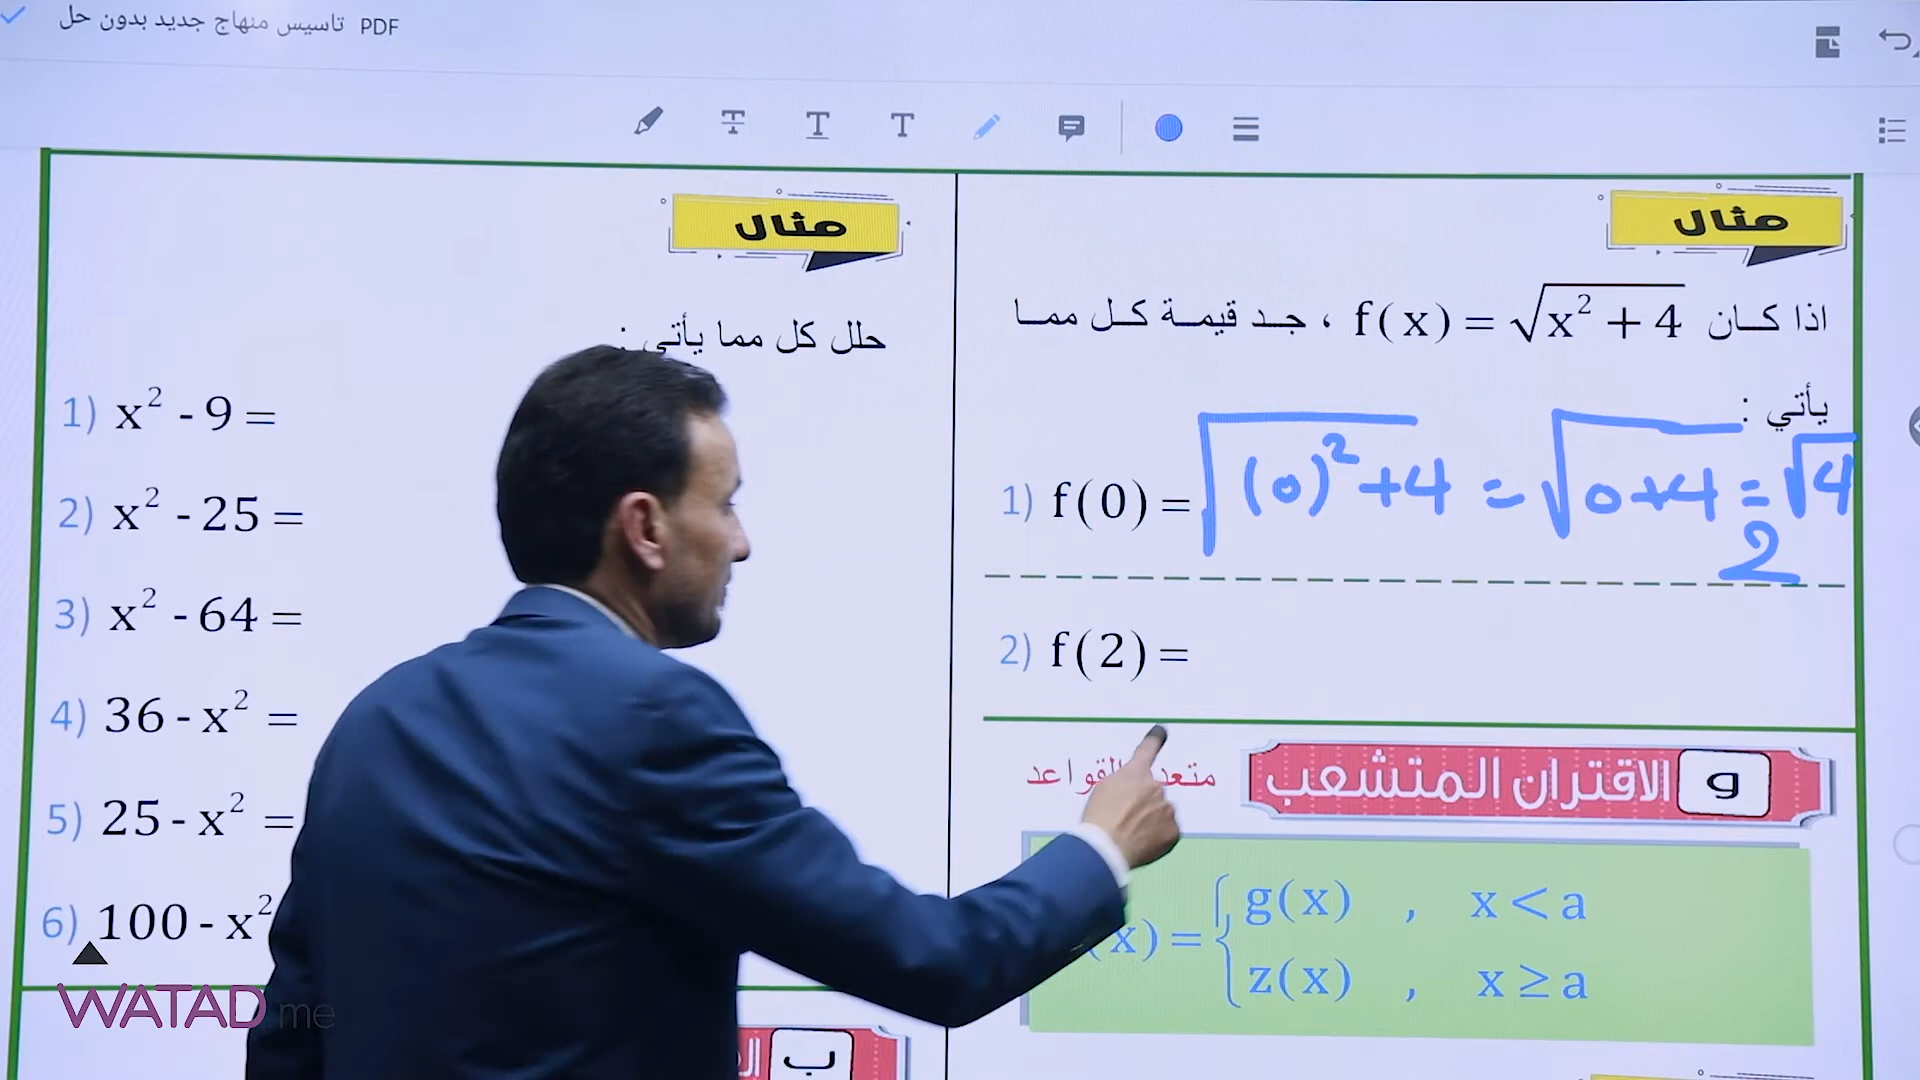 تاسيس منهاج جديد بدون حل PDF
مثال
اذا كان f(x) = √x² + 4 ، جد قيمة كل مما
يأتي :
1) f(0) = √(0)² + 4 = √0+4 = √4
2
2) f(2) =
و الاقتران المتشعب متعدد القواعد
(x) = { g(x) , x < a
z(x) , x ≥ a
مثال
حلل كل مما يأتي :
1) x² - 9 =
2) x² - 25 =
3) x² - 64 =
4) 36 - x² =
5) 25 - x² =
6) 100 - x²
ب
WATAD.me